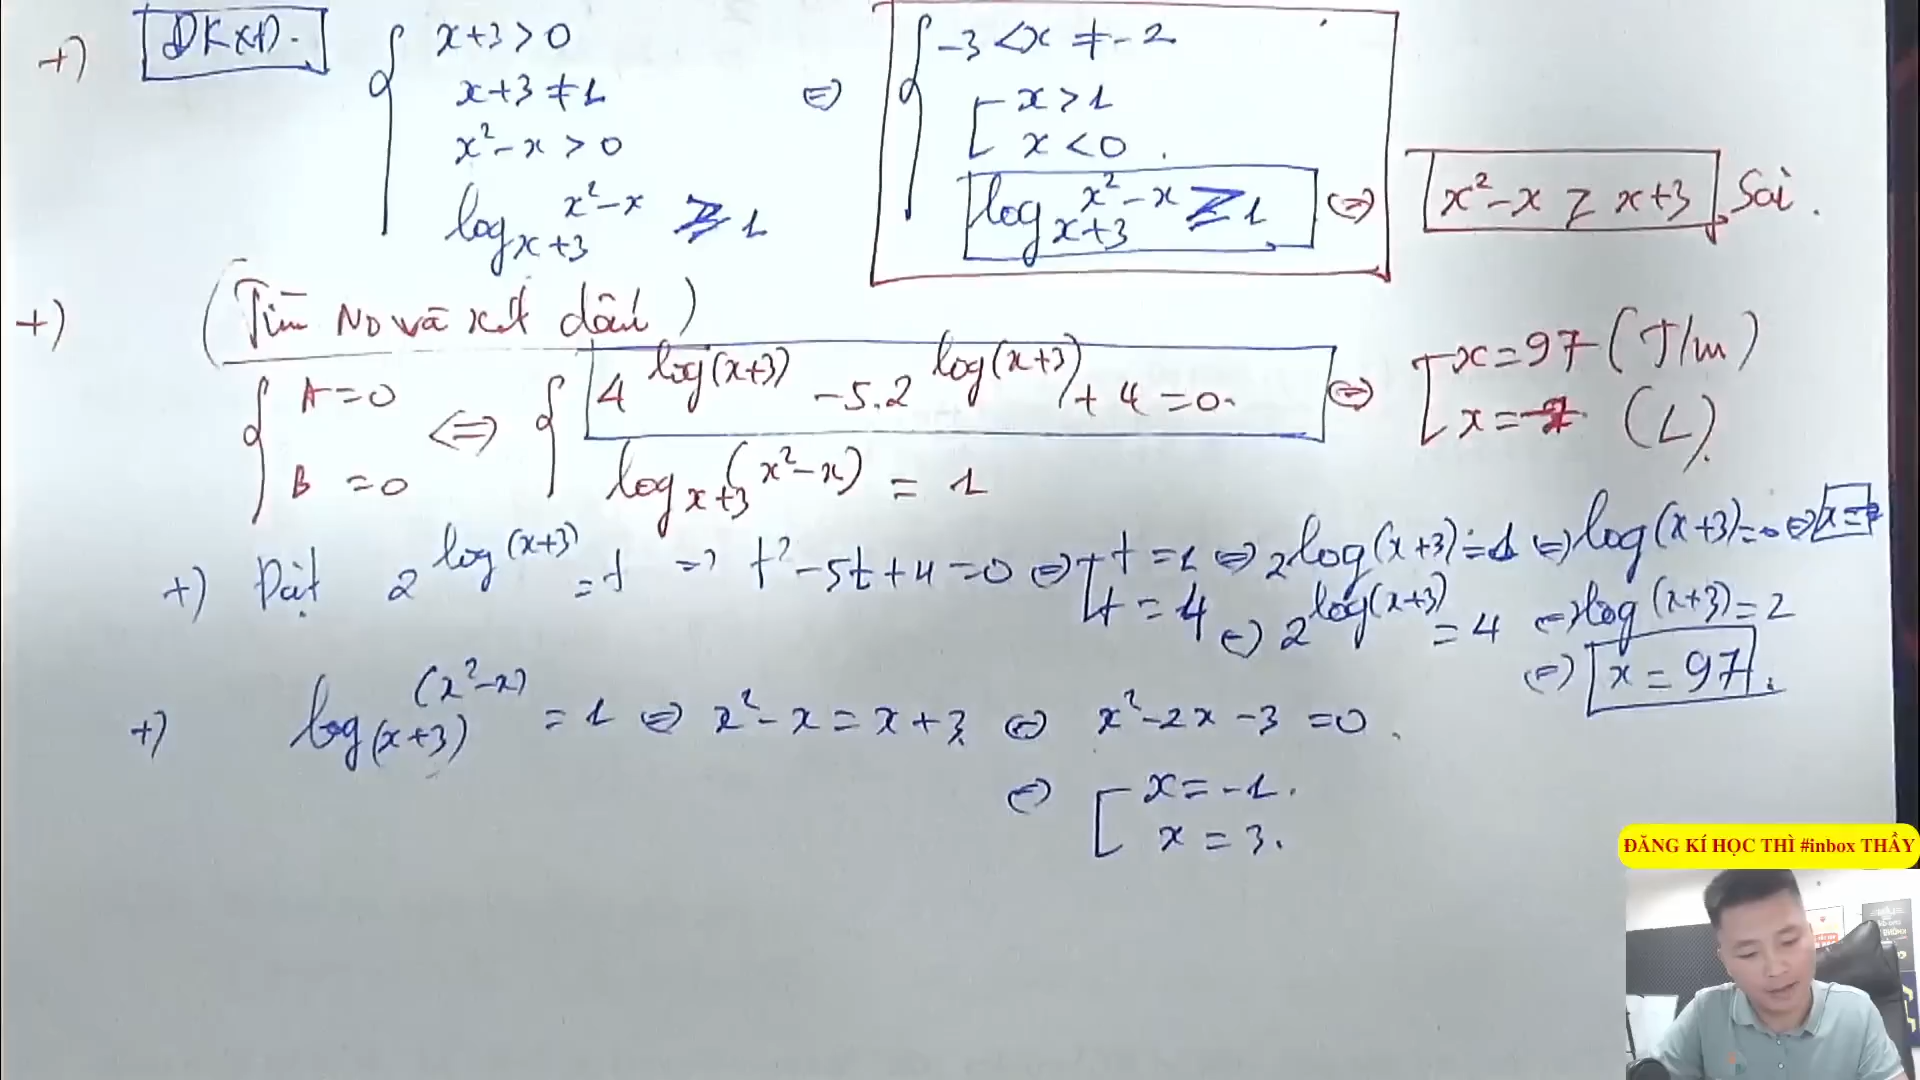 +) ĐKXĐ. { x+3 > 0 ⇔ { -3 < x ≠ -2
x+3 ≠ 1 [ x > 1
x² - x > 0 x < 0 .
log_{x+3} x² - x ≥ 1 log_{x+3} x² - x ≥ 1 ⇔ x² - x ≥ x+3 Sai .
+) (Tìm No và xét dấu)
{ A = 0 ⇔ { 4^{log(x+3)} - 5.2^{log(x+3)} + 4 = 0. ⇔ [ x = 97 (T/m)
B = 0 log_{x+3} (x² - x) = 1 x = (L).
+) Đặt 2^{log(x+3)} = t => t² - 5t + 4 = 0 ⇔ [ t = 1 ⇔ 2^{log(x+3)} = 1 ⇔ log(x+3) = 0 ⇔ x =
t = 4 ⇔ 2^{log(x+3)} = 4 ⇔ log(x+3) = 2
⇔ x = 97 .
+) log_{(x+3)} (x² - x) = 1 ⇔ x² - x = x + 3 ⇔ x² - 2x - 3 = 0 .
⇔ [ x = -1 .
x = 3 .
ĐĂNG KÍ HỌC THÌ #inbox THẦY